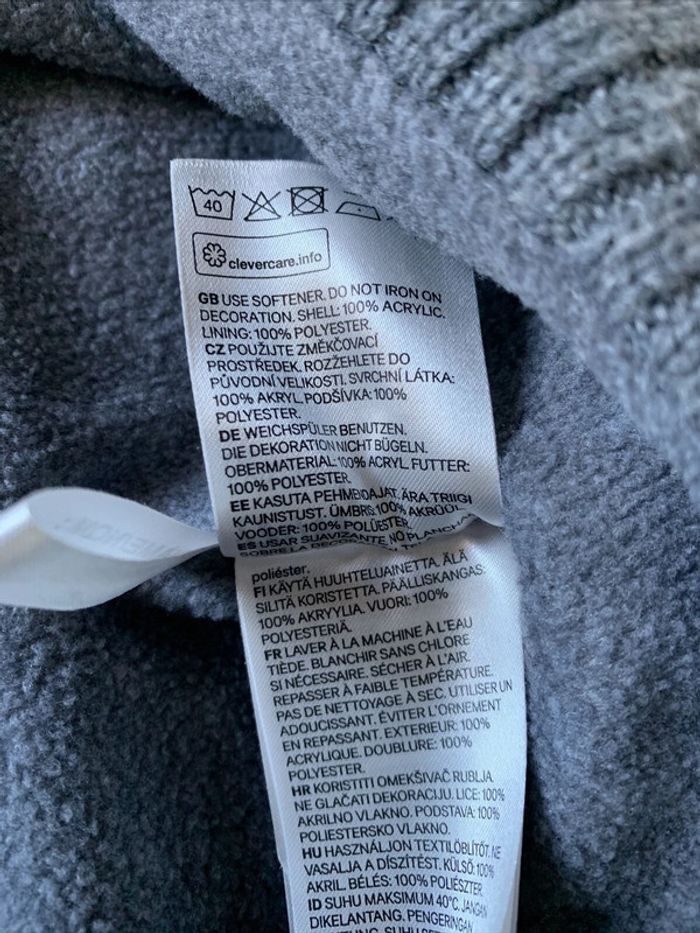 40
clevercare.info
GB USE SOFTENER. DO NOT IRON ON
DECORATION. SHELL: 100% ACRYLIC.
LINING: 100% POLYESTER.
CZ POUŽIJTE ZMĚKČOVACÍ
PROSTŘEDEK. ROZŽEHLETE DO
PŮVODNÍ VELIKOSTI. SVRCHNÍ LÁTKA:
100% AKRYL. PODŠÍVKA: 100%
POLYESTER.
DE WEICHSPÜLER BENUTZEN.
DIE DEKORATION NICHT BÜGELN.
OBERMATERIAL: 100% ACRYL. FUTTER:
100% POLYESTER.
EE KASUTA PEHMENDAJAT. ÄRA TRIIGI
KAUNISTUST. ÜMBRIS: 100% AKRÜÜL.
VOODER: 100% POLÜESTER.
ES USAR SUAVIZANTE. NO PLANCHAR
SOBRE LA
poliéster.
FI KÄYTÄ HUUHTELUAINETTA. ÄLÄ
SILITÄ KORISTETTA. PÄÄLLISKANGAS:
100% AKRYYLIA. VUORI: 100%
POLYESTERIÄ.
FR LAVER À LA MACHINE À L'EAU
TIÈDE. BLANCHIR SANS CHLORE
SI NÉCESSAIRE. SÉCHER À L'AIR.
REPASSER À FAIBLE TEMPÉRATURE.
PAS DE NETTOYAGE À SEC. UTILISER UN
ADOUCISSANT. ÉVITER L'ORNEMENT
EN REPASSANT. EXTERIEUR: 100%
ACRYLIQUE. DOUBLURE: 100%
POLYESTER.
HR KORISTITI OMEKŠIVAČ RUBLJA.
NE GLAČATI DEKORACIJU. LICE: 100%
AKRILNO VLAKNO. PODSTAVA: 100%
POLIESTERSKO VLAKNO.
HU HASZNÁLJON TEXTILÖBLÍTŐT. NE
VASALJA A DÍSZÍTÉST. KÜLSŐ: 100%
AKRIL. BÉLÉS: 100% POLIÉSZTER.
ID SUHU MAKSIMUM 40°C. JANGAN
DIKELANTANG. PENGERINGAN